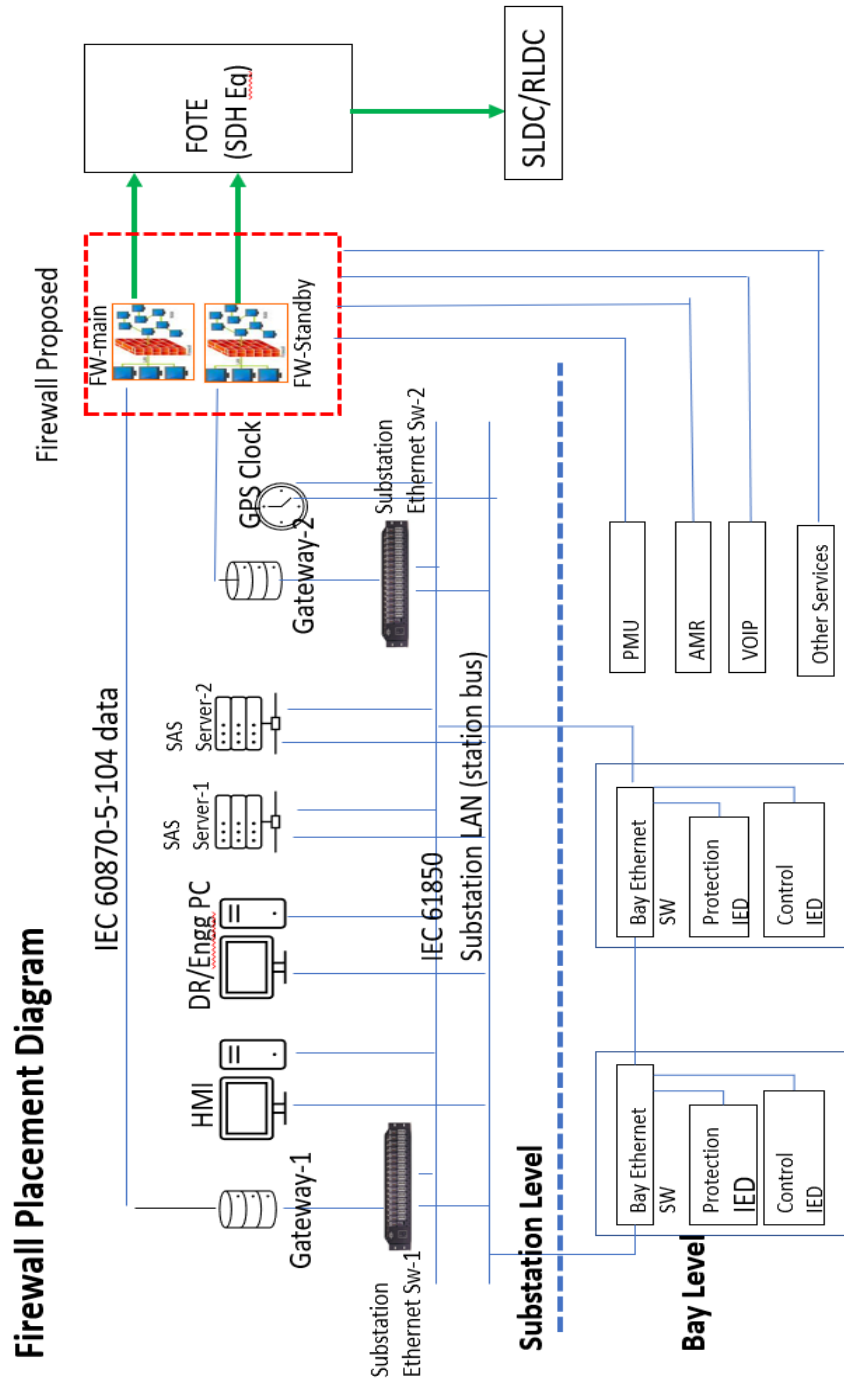 Firewall Placement Diagram
Firewall Proposed
IEC 60870-5-104 data
FW-main
FW-Standby
FOTE
(SDH Eq)
SLDC/RLDC
Gateway-1
HMI
DR/Engg PC
SAS
Server-1
SAS
Server-2
Gateway-2
GPS Clock
Substation
Ethernet Sw-1
Substation
Ethernet Sw-2
IEC 61850
Substation LAN (station bus)
Substation Level
Bay Level
Bay Ethernet
SW
Protection
IED
Control
IED
Bay Ethernet
SW
Protection
IED
Control
IED
PMU
AMR
VOIP
Other Services